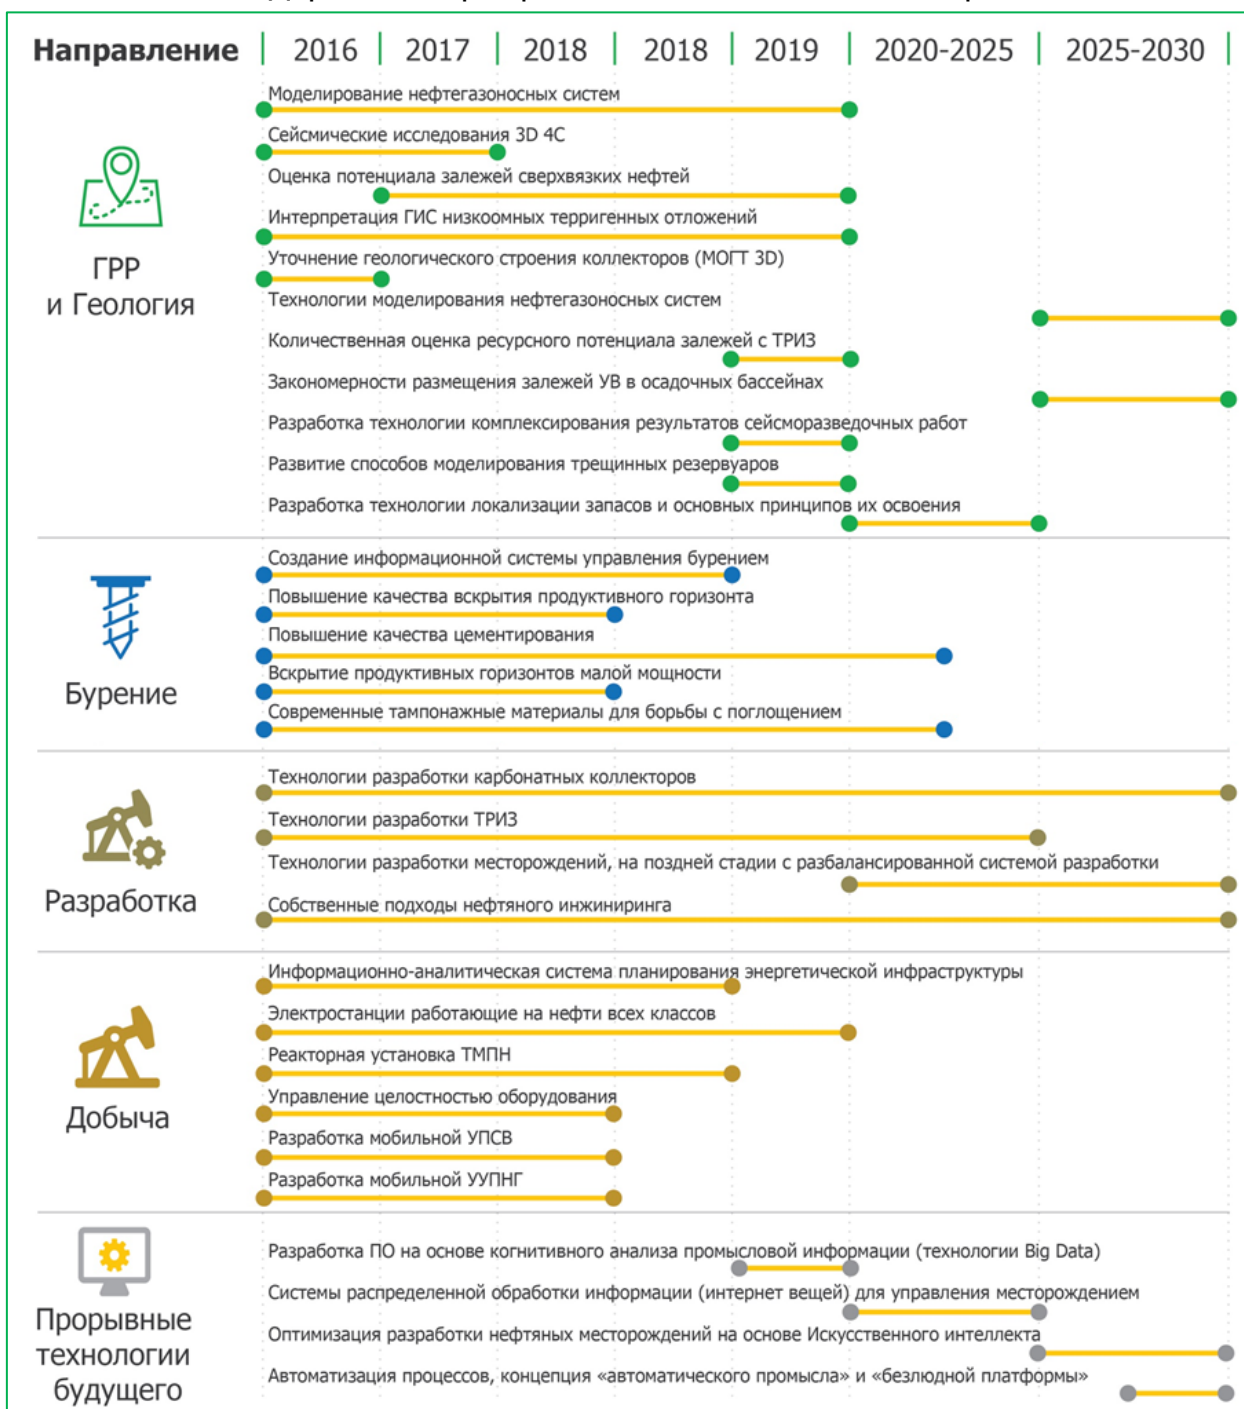 Направление 2016 2017 2018 2018 2019 2020-2025 2025-2030
ГРР
и Геология
Моделирование нефтегазоносных систем
Сейсмические исследования 3D 4C
Оценка потенциала залежей сверхвязких нефтей
Интерпретация ГИС низкоомных терригенных отложений
Уточнение геологического строения коллекторов (МОГТ 3D)
Технологии моделирования нефтегазоносных систем
Количественная оценка ресурсного потенциала залежей с ТРИЗ
Закономерности размещения залежей УВ в осадочных бассейнах
Разработка технологии комплексирования результатов сейсморазведочных работ
Развитие способов моделирования трещинных резервуаров
Разработка технологии локализации запасов и основных принципов их освоения
Бурение
Создание информационной системы управления бурением
Повышение качества вскрытия продуктивного горизонта
Повышение качества цементирования
Вскрытие продуктивных горизонтов малой мощности
Современные тампонажные материалы для борьбы с поглощением
Разработка
Технологии разработки карбонатных коллекторов
Технологии разработки ТРИЗ
Технологии разработки месторождений, на поздней стадии с разбалансированной системой разработки
Собственные подходы нефтяного инжиниринга
Добыча
Информационно-аналитическая система планирования энергетической инфраструктуры
Электростанции работающие на нефти всех классов
Реакторная установка ТМПН
Управление целостностью оборудования
Разработка мобильной УПСВ
Разработка мобильной УУПНГ
Прорывные
технологии
будущего
Разработка ПО на основе когнитивного анализа промысловой информации (технологии Big Data)
Системы распределенной обработки информации (интернет вещей) для управления месторождением
Оптимизация разработки нефтяных месторождений на основе Искусственного интеллекта
Автоматизация процессов, концепция «автоматического промысла» и «безлюдной платформы»